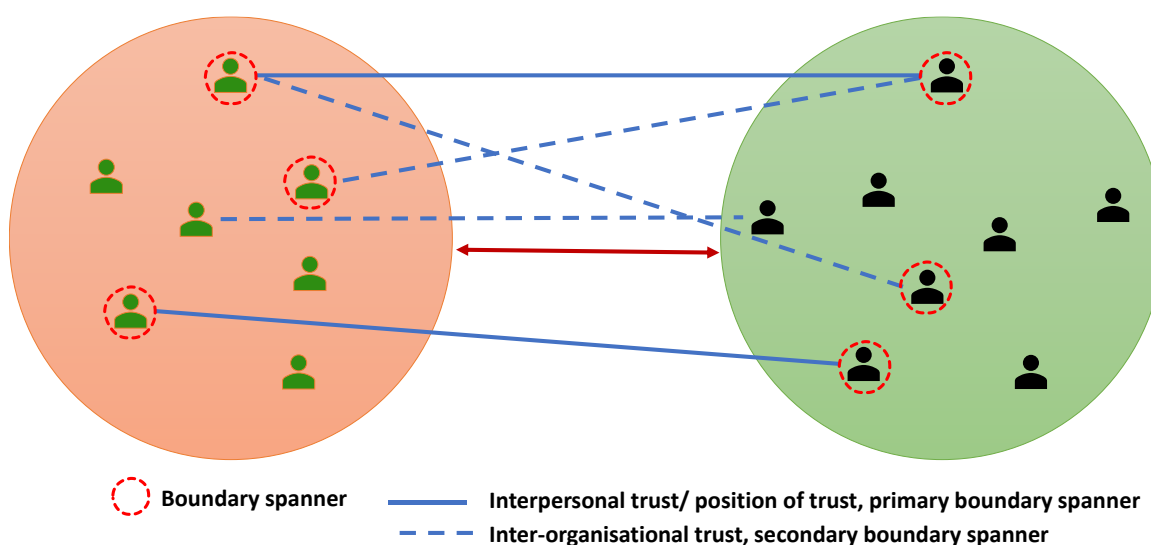 Boundary spanner
Interpersonal trust/ position of trust, primary boundary spanner
Inter-organisational trust, secondary boundary spanner